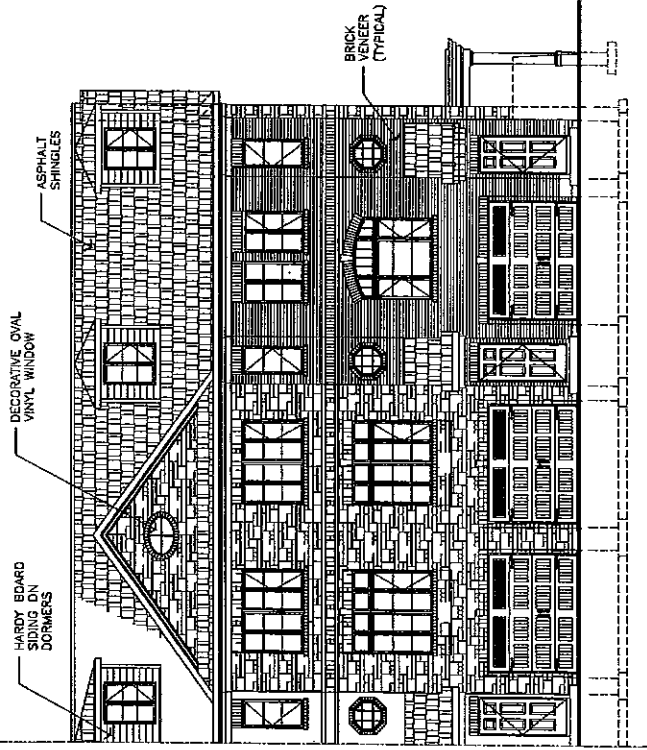 HARDY BOARD
SIDING ON
DORMERS
DECORATIVE OVAL
VINYL WINDOW
ASPHALT
SHINGLES
BRICK
VENEER
(TYPICAL)